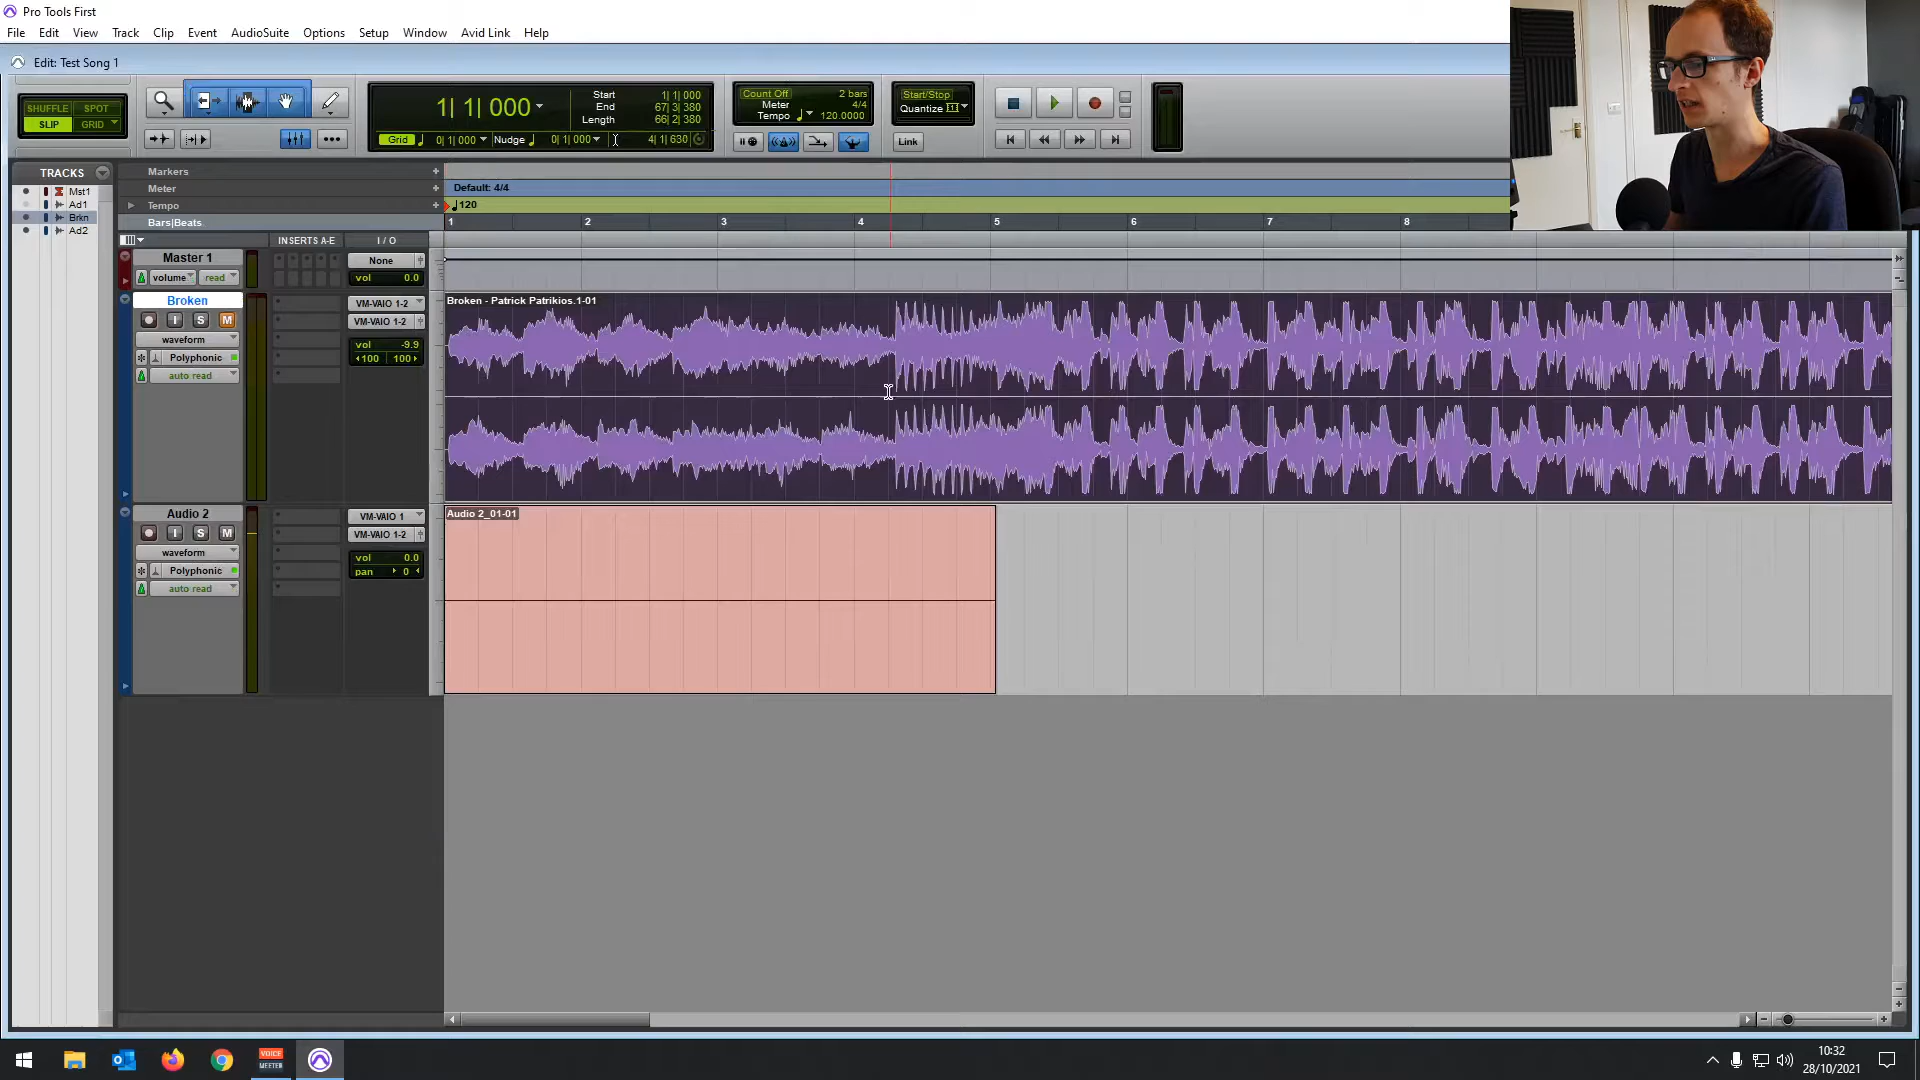 Pro Tools First
File Edit View Track Clip Event AudioSuite Options Setup Window Avid Link Help
Edit: Test Song 1
SHUFFLE SPOT
SLIP GRID
1| 1| 000
Start 1| 1| 000
End 67| 3| 380
Length 66| 2| 380
Grid 0| 1| 000 Nudge 0| 1| 000 4| 1| 630
Count Off 2 bars
Meter 4/4
Tempo 120.0000
Start/Stop
Quantize
Link
TRACKS
Mst1
Ad1
Brkn
Ad2
Markers
Meter Default: 4/4
Tempo 120
Bars|Beats 1 2 3 4 5 6 7 8
INSERTS A-E I / O
Master 1 None
volume read vol 0.0
Broken
I S M
waveform
Polyphonic
auto read
VM-VAIO 1-2
VM-VAIO 1-2
vol -9.9
100 100
Broken - Patrick Patrikios.1-01
Audio 2
I S M
waveform
Polyphonic
auto read
VM-VAIO 1
VM-VAIO 1-2
vol 0.0
pan 0
Audio 2_01-01
VOICE
MEETER
10:32
28/10/2021